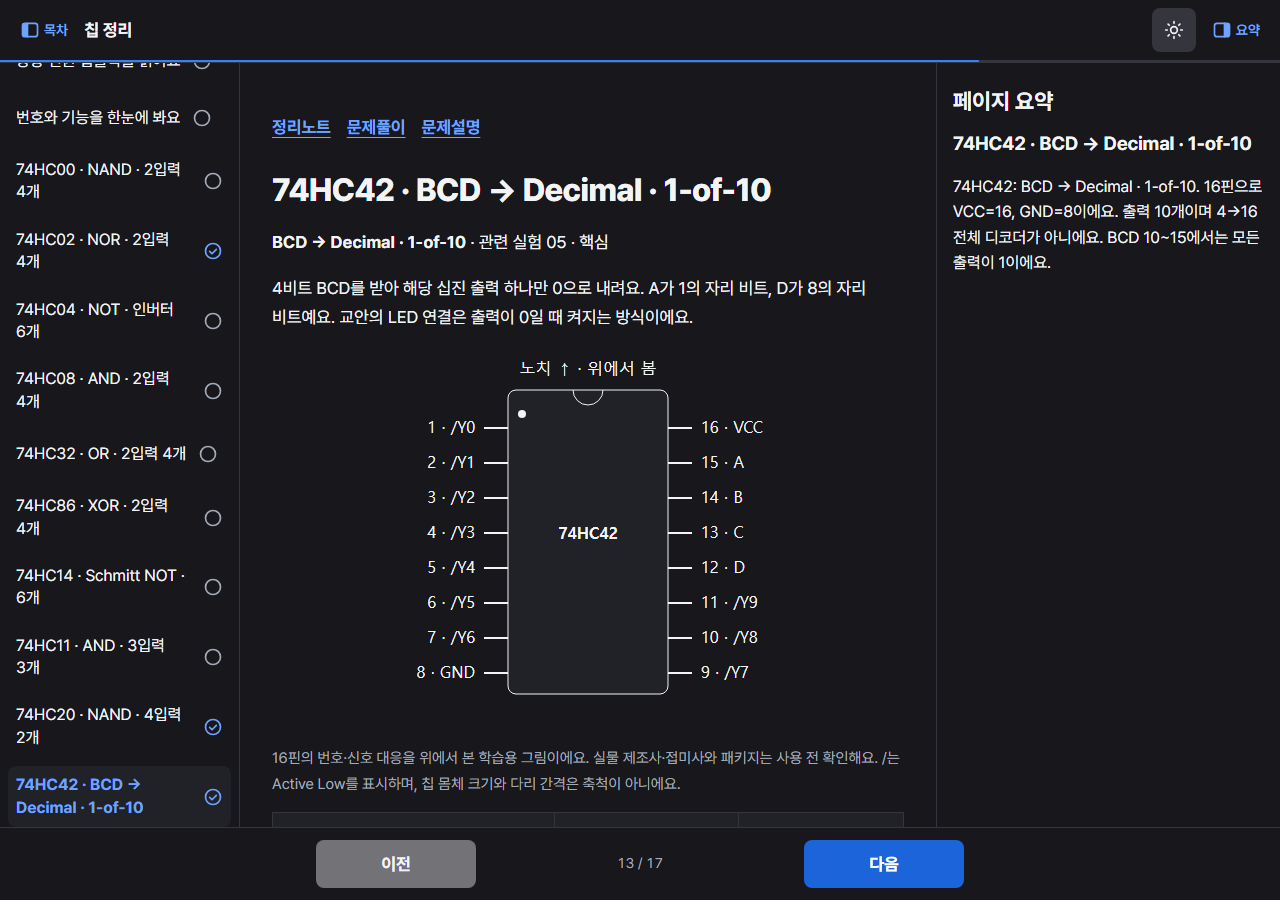 목차
칩 정리
요약
번호와 기능을 한눈에 봐요
74HC00 · NAND · 2입력
4개
74HC02 · NOR · 2입력
4개
74HC04 · NOT · 인버터
6개
74HC08 · AND · 2입력
4개
74HC32 · OR · 2입력 4개
74HC86 · XOR · 2입력
4개
74HC14 · Schmitt NOT ·
6개
74HC11 · AND · 3입력
3개
74HC20 · NAND · 4입력
2개
74HC42 · BCD →
Decimal · 1-of-10
정리노트 문제풀이 문제설명
74HC42 · BCD → Decimal · 1-of-10
BCD → Decimal · 1-of-10 · 관련 실험 05 · 핵심
4비트 BCD를 받아 해당 십진 출력 하나만 0으로 내려요. A가 1의 자리 비트, D가 8의 자리
비트예요. 교안의 LED 연결은 출력이 0일 때 켜지는 방식이에요.
노치 ↑ · 위에서 봄
1 · /Y0
2 · /Y1
3 · /Y2
4 · /Y3
5 · /Y4
6 · /Y5
7 · /Y6
8 · GND
74HC42
16 · VCC
15 · A
14 · B
13 · C
12 · D
11 · /Y9
10 · /Y8
9 · /Y7
16핀의 번호·신호 대응을 위에서 본 학습용 그림이에요. 실물 제조사·접미사와 패키지는 사용 전 확인해요. /는
Active Low를 표시하며, 칩 몸체 크기와 다리 간격은 축척이 아니에요.
페이지 요약
74HC42 · BCD → Decimal · 1-of-10
74HC42: BCD → Decimal · 1-of-10. 16핀으로
VCC=16, GND=8이에요. 출력 10개이며 4→16
전체 디코더가 아니에요. BCD 10~15에서는 모든
출력이 1이에요.
이전
13 / 17
다음